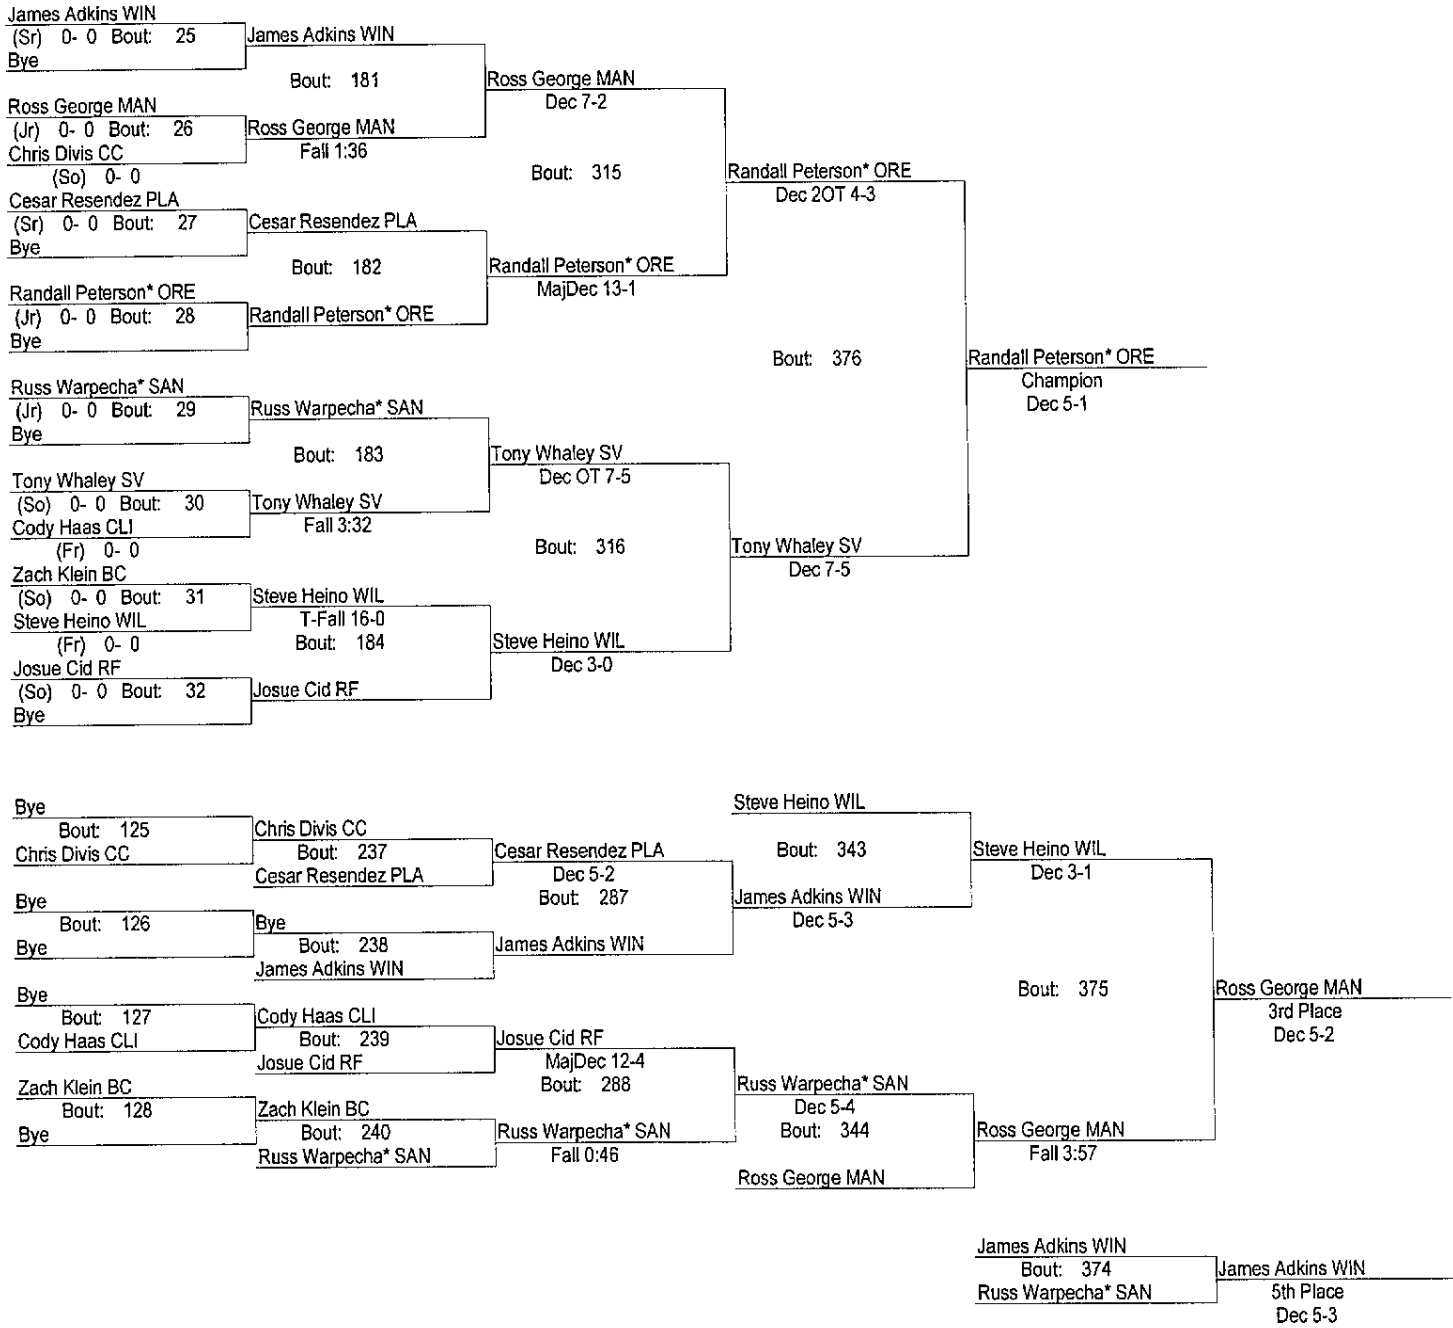 James Adkins WIN
(Sr) 0- 0 Bout: 25
Bye
James Adkins WIN
Bout: 181
Ross George MAN
(Jr) 0- 0 Bout: 26
Chris Divis CC
(So) 0- 0
Ross George MAN
Fall 1:36
Ross George MAN
Dec 7-2
Bout: 315
Cesar Resendez PLA
(Sr) 0- 0 Bout: 27
Bye
Cesar Resendez PLA
Bout: 182
Randall Peterson* ORE
(Jr) 0- 0 Bout: 28
Bye
Randall Peterson* ORE
Randall Peterson* ORE
MajDec 13-1
Randall Peterson* ORE
Dec 2OT 4-3
Bout: 376
Russ Warpecha* SAN
(Jr) 0- 0 Bout: 29
Bye
Russ Warpecha* SAN
Bout: 183
Tony Whaley SV
(So) 0- 0 Bout: 30
Cody Haas CLI
(Fr) 0- 0
Tony Whaley SV
Fall 3:32
Tony Whaley SV
Dec OT 7-5
Bout: 316
Zach Klein BC
(So) 0- 0 Bout: 31
Steve Heino WIL
(Fr) 0- 0
Steve Heino WIL
T-Fall 16-0
Bout: 184
Josue Cid RF
(So) 0- 0 Bout: 32
Bye
Josue Cid RF
Steve Heino WIL
Dec 3-0
Tony Whaley SV
Dec 7-5
Randall Peterson* ORE
Champion
Dec 5-1
Bye
Bout: 125
Chris Divis CC
Chris Divis CC
Bout: 237
Cesar Resendez PLA
Cesar Resendez PLA
Dec 5-2
Bout: 287
Bye
Bout: 126
Bye
Bye
Bout: 238
James Adkins WIN
James Adkins WIN
Steve Heino WIL
Bout: 343
James Adkins WIN
Dec 5-3
Steve Heino WIL
Dec 3-1
Bout: 375
Bye
Bout: 127
Cody Haas CLI
Cody Haas CLI
Bout: 239
Josue Cid RF
Josue Cid RF
MajDec 12-4
Bout: 288
Zach Klein BC
Bout: 128
Bye
Zach Klein BC
Bout: 240
Russ Warpecha* SAN
Russ Warpecha* SAN
Fall 0:46
Russ Warpecha* SAN
Dec 5-4
Bout: 344
Ross George MAN
Ross George MAN
Fall 3:57
Ross George MAN
3rd Place
Dec 5-2
James Adkins WIN
Bout: 374
Russ Warpecha* SAN
James Adkins WIN
5th Place
Dec 5-3